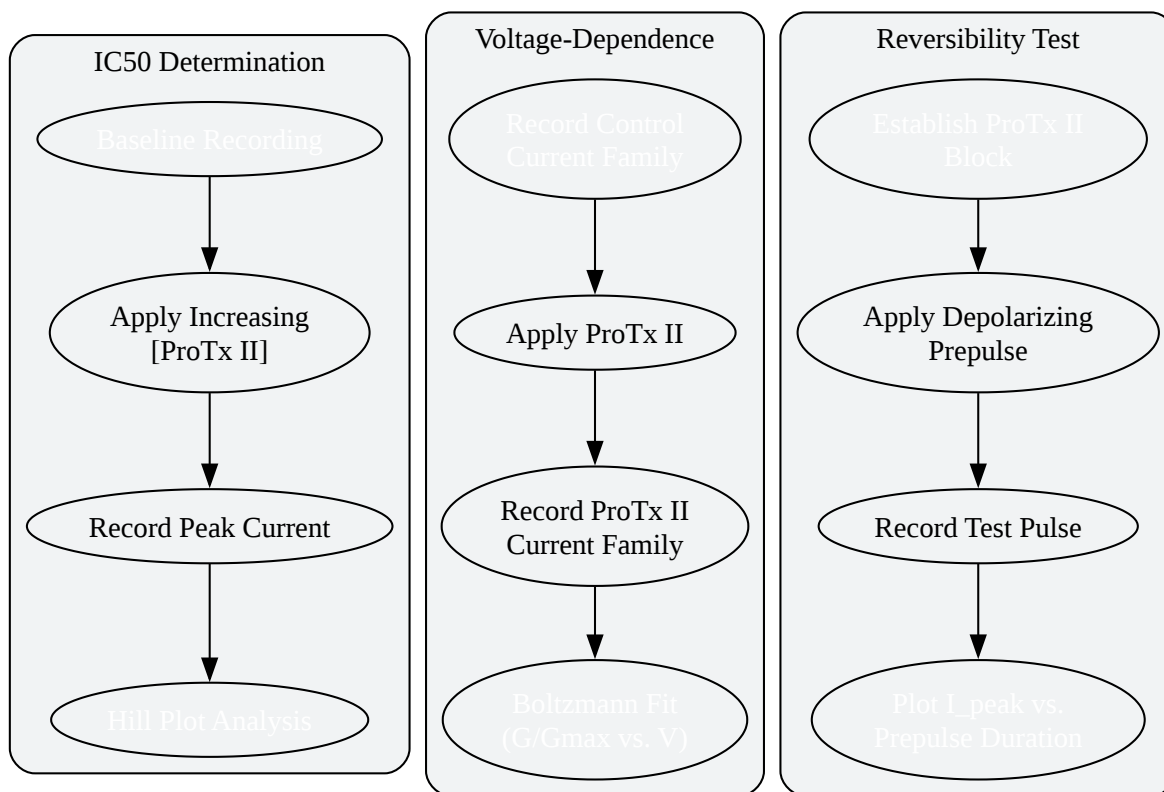 IC50 Determination
Baseline Recording
Apply Increasing
[ProTx II]
Record Peak Current
Hill Plot Analysis
Voltage-Dependence
Record Control
Current Family
Apply ProTx II
Record ProTx II
Current Family
Boltzmann Fit
(G/Gmax vs. V)
Reversibility Test
Establish ProTx II
Block
Apply Depolarizing
Prepulse
Record Test Pulse
Plot I_peak vs.
Prepulse Duration